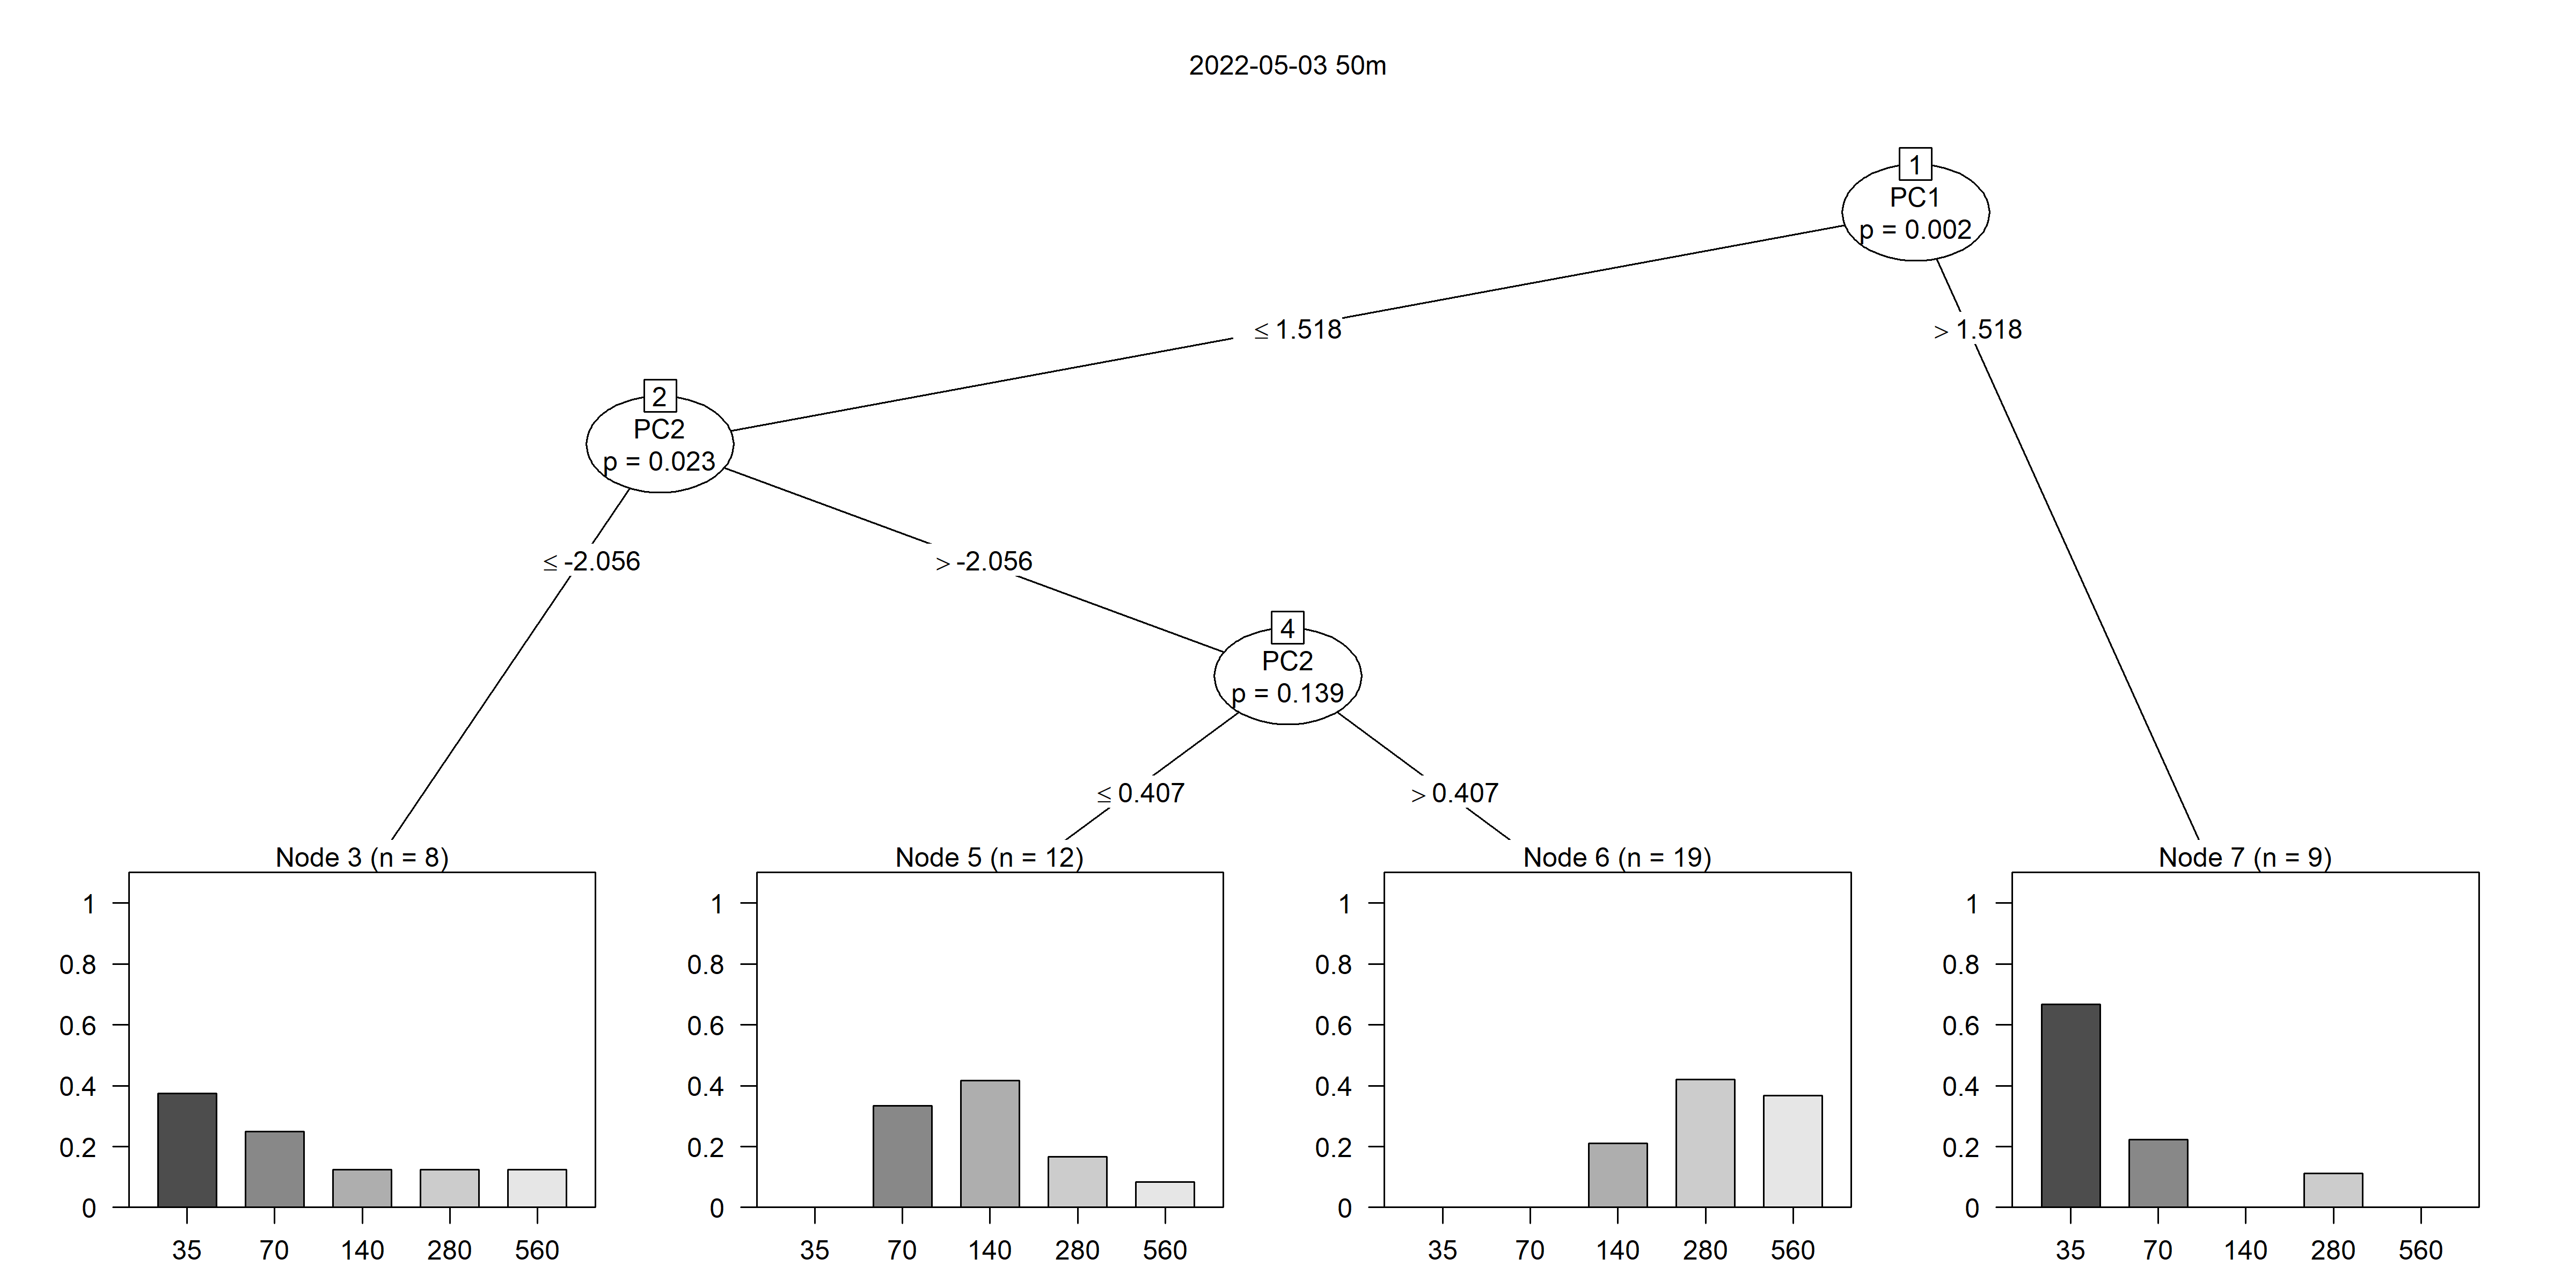 2022-05-03 50m
1
PC1
p = 0.002
≤ 1.518
> 1.518
2
PC2
p = 0.023
≤ -2.056
> -2.056
4
PC2
p = 0.139
≤ 0.407
> 0.407
Node 3 (n = 8)
1
0.8
0.6
0.4
0.2
0
35 70 140 280 560
Node 5 (n = 12)
1
0.8
0.6
0.4
0.2
0
35 70 140 280 560
Node 6 (n = 19)
1
0.8
0.6
0.4
0.2
0
35 70 140 280 560
Node 7 (n = 9)
1
0.8
0.6
0.4
0.2
0
35 70 140 280 560